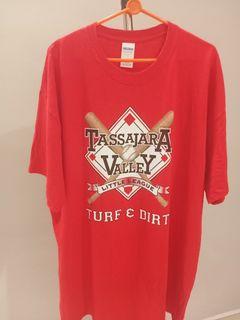 TASSAJARA
VALLEY
LITTLE LEAGUE
TURF & DIRT